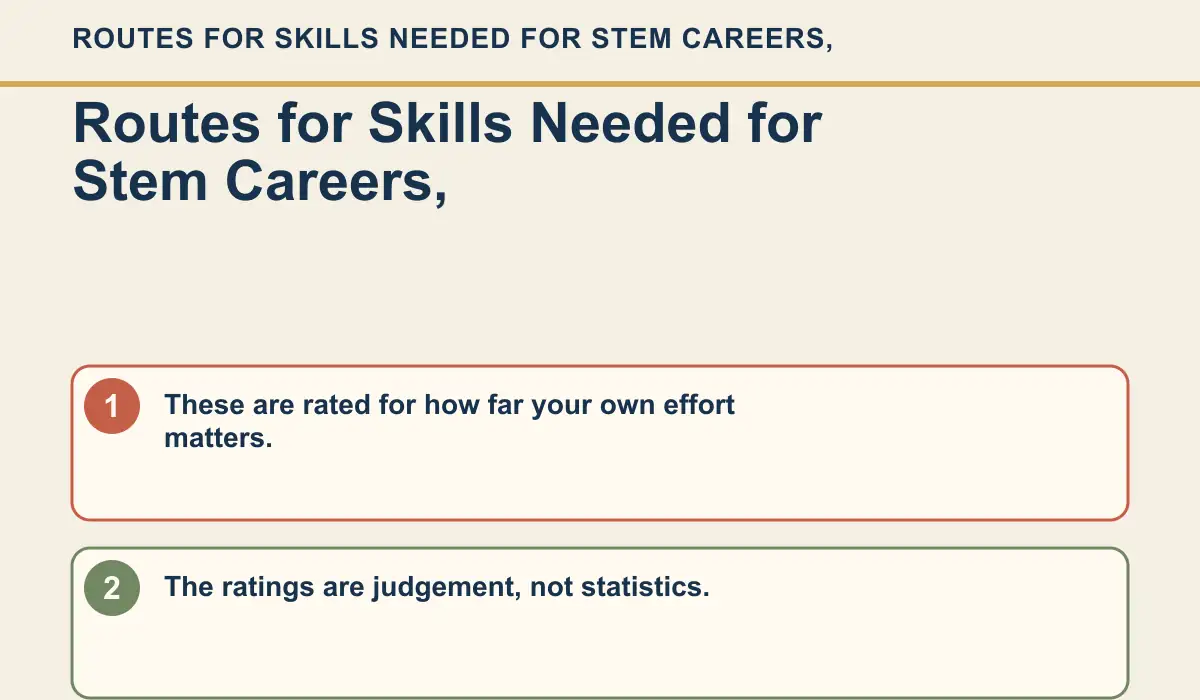 ROUTES FOR SKILLS NEEDED FOR STEM CAREERS,
Routes for Skills Needed for
Stem Careers,
1
These are rated for how far your own effort
matters.
2
The ratings are judgement, not statistics.